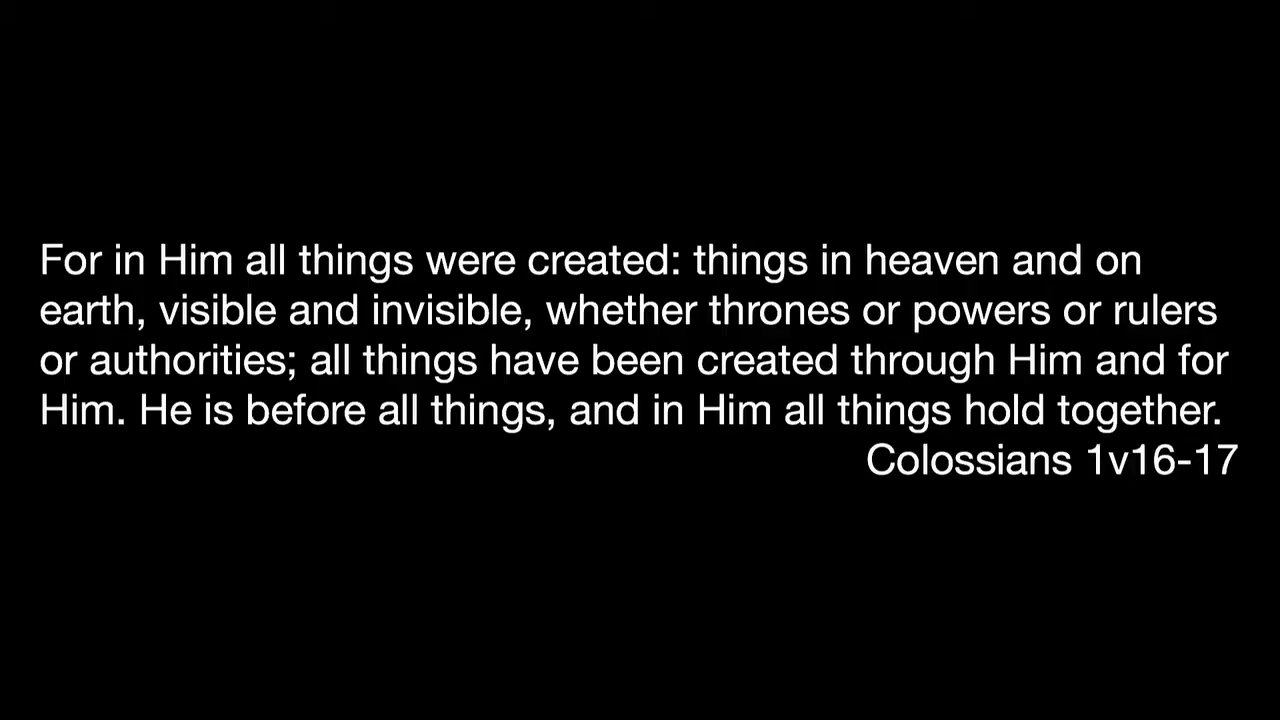 For in Him all things were created: things in heaven and on
earth, visible and invisible, whether thrones or powers or rulers
or authorities; all things have been created through Him and for
Him. He is before all things, and in Him all things hold together.
Colossians 1v16-17